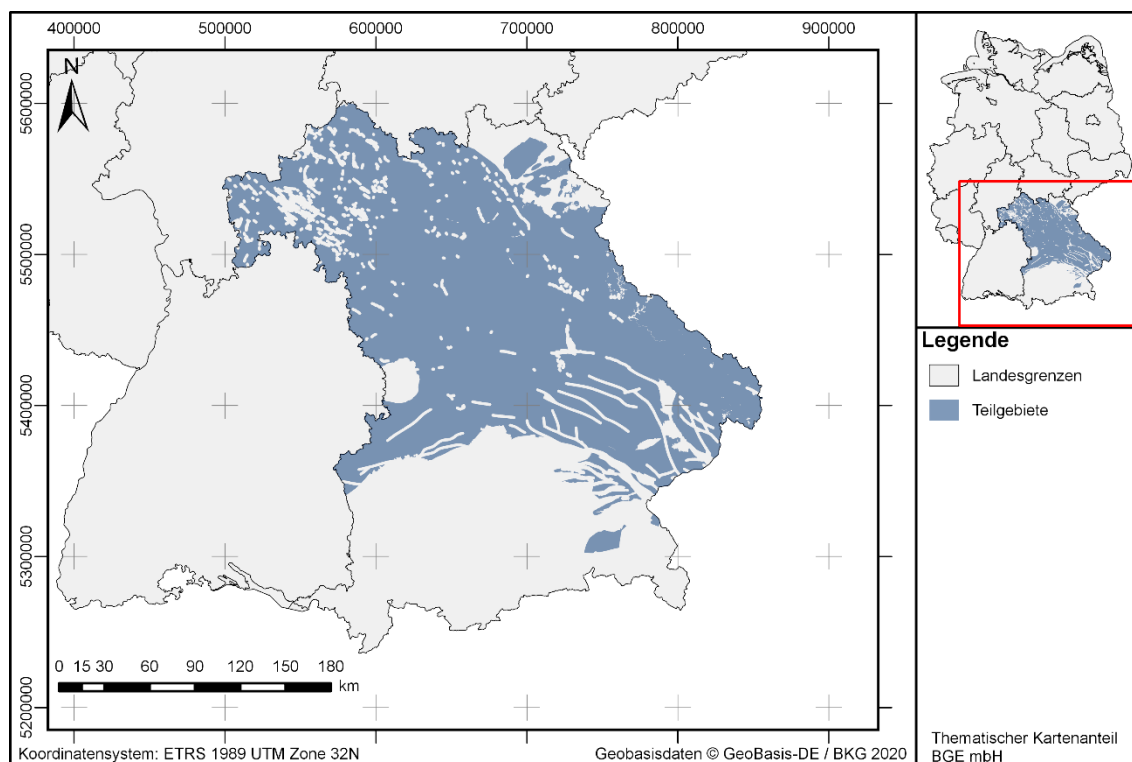 400000 500000 600000 700000 800000 900000
N
5600000
5500000
5400000
5300000
5200000
0 15 30 60 90 120 150 180
km
Koordinatensystem: ETRS 1989 UTM Zone 32N
Geobasisdaten © GeoBasis-DE / BKG 2020
Legende
Landesgrenzen
Teilgebiete
Thematischer Kartenanteil
BGE mbH